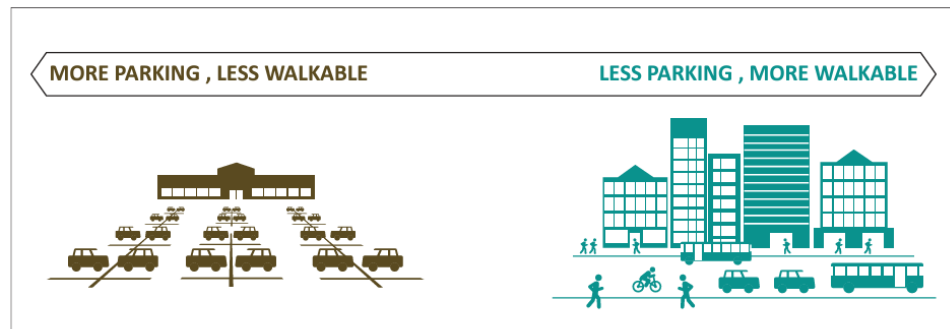 MORE PARKING , LESS WALKABLE
LESS PARKING , MORE WALKABLE